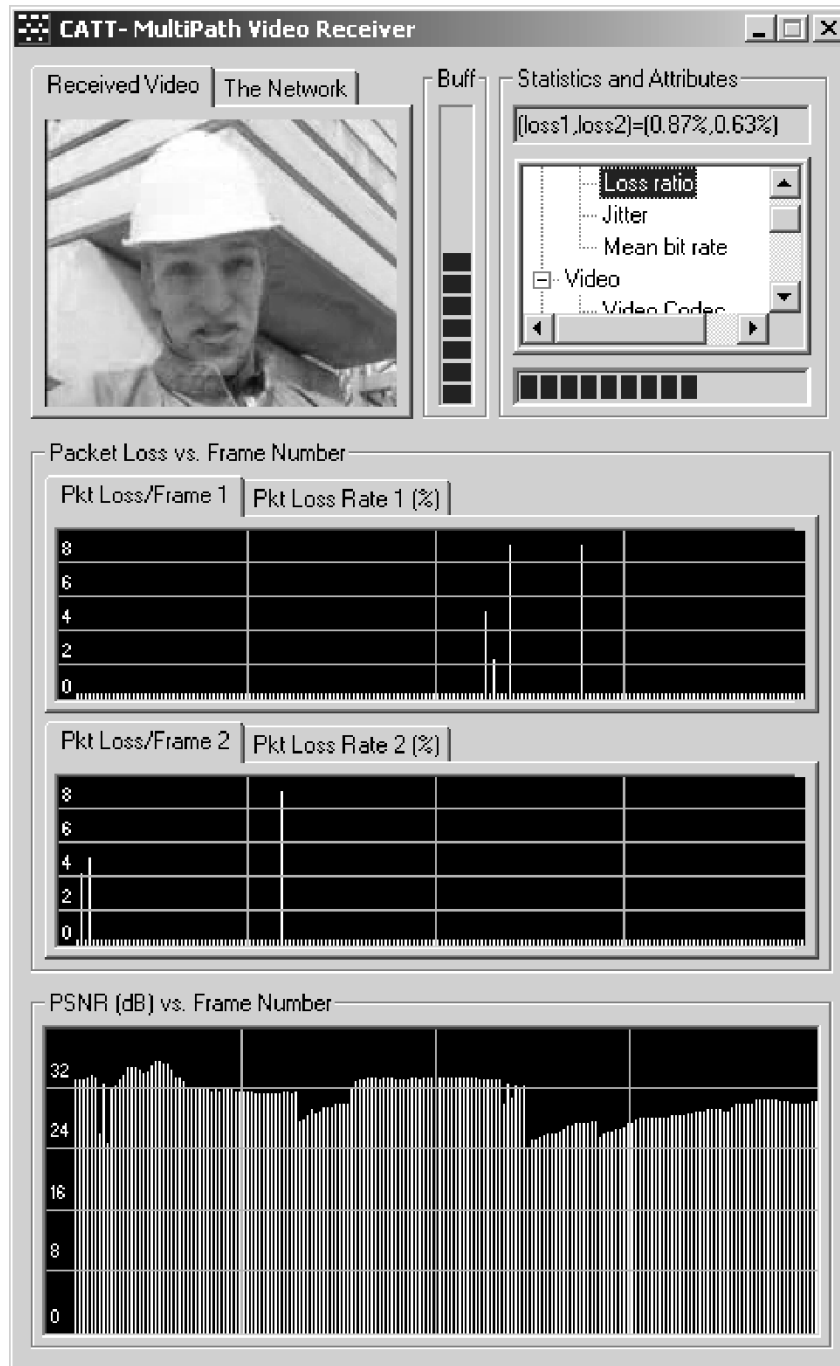 CATT- MultiPath Video Receiver
Received Video
The Network
Buff
Statistics and Attributes
(loss1,loss2)=(0.87%,0.63%)
Loss ratio
Jitter
Mean bit rate
Video
Video Codec
Packet Loss vs. Frame Number
Pkt Loss/Frame 1
Pkt Loss Rate 1 (%)
8
6
4
2
0
Pkt Loss/Frame 2
Pkt Loss Rate 2 (%)
8
6
4
2
0
PSNR (dB) vs. Frame Number
32
24
16
8
0